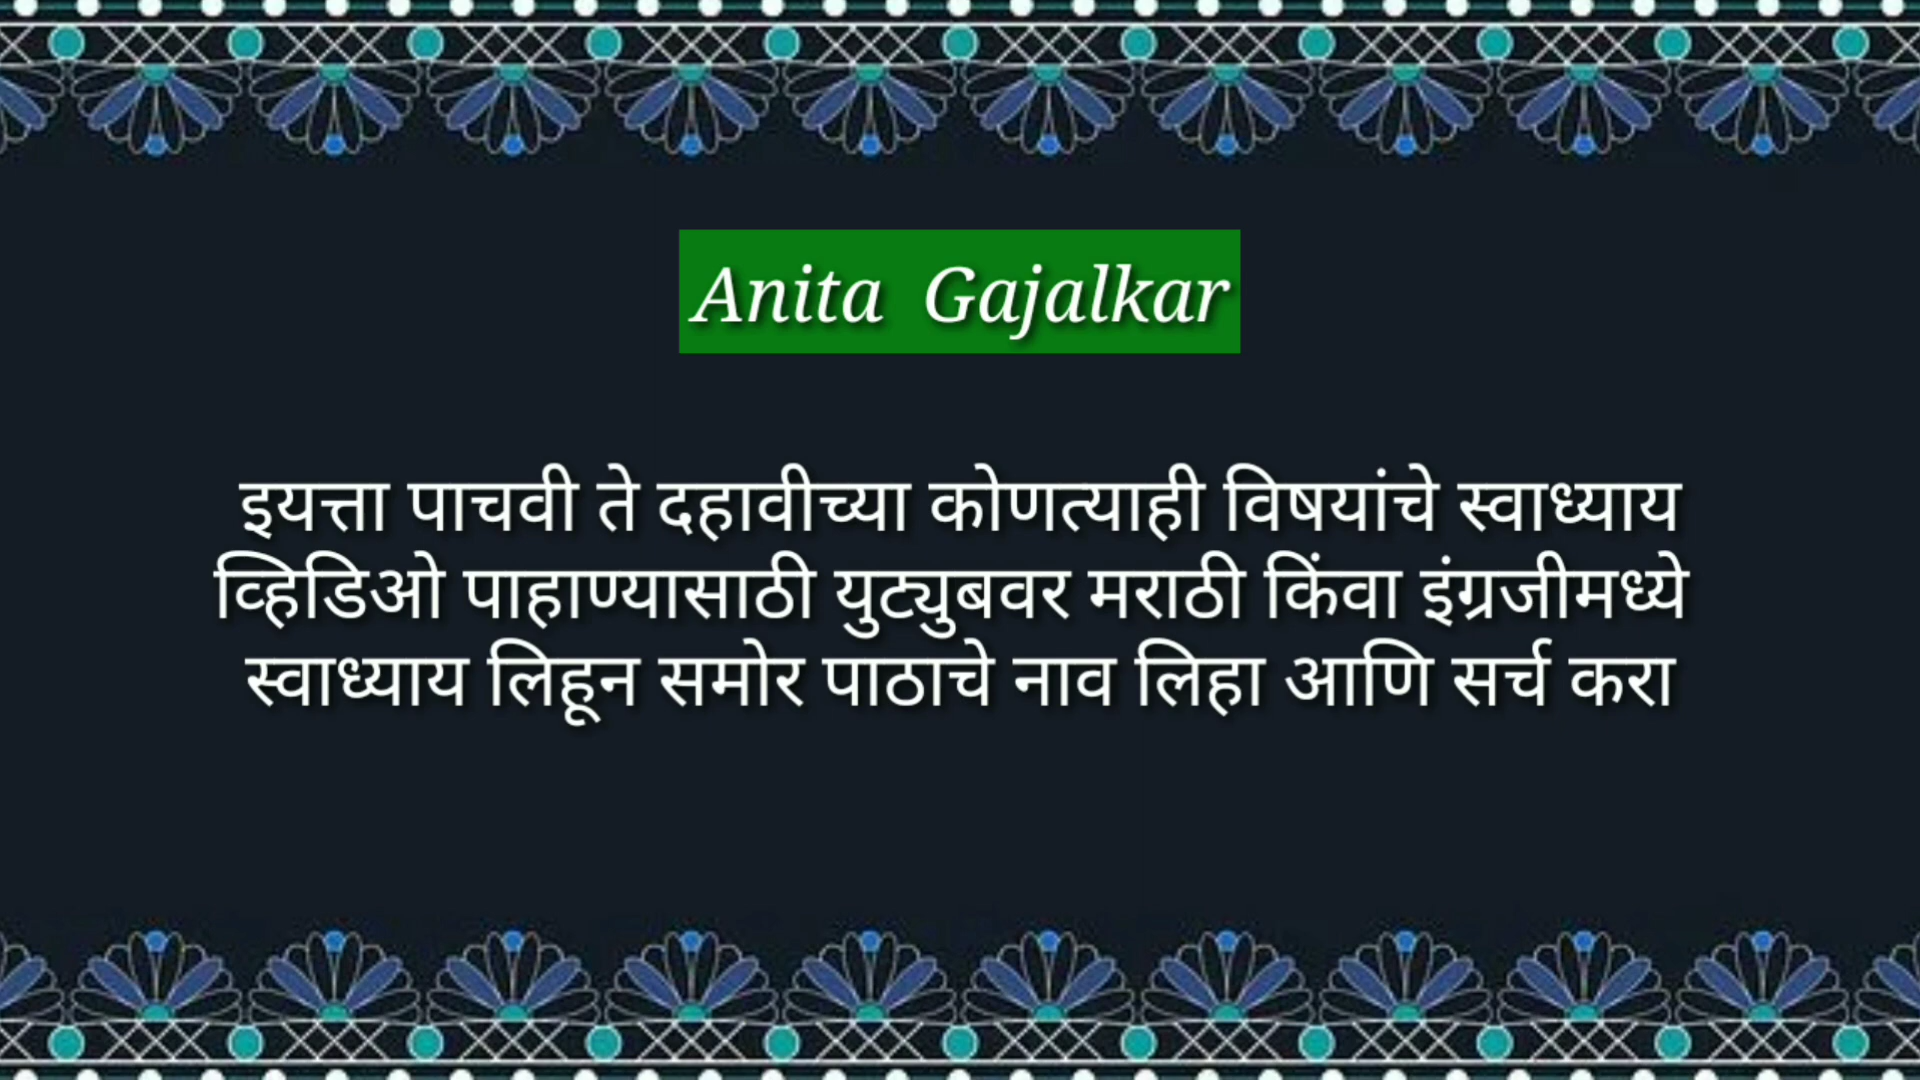 Anita Gajalkar
इयत्ता पाचवी ते दहावीच्या कोणत्याही विषयांचे स्वाध्याय
व्हिडिओ पाहाण्यासाठी युट्युबवर मराठी किंवा इंग्रजीमध्ये
स्वाध्याय लिहून समोर पाठाचे नाव लिहा आणि सर्च करा